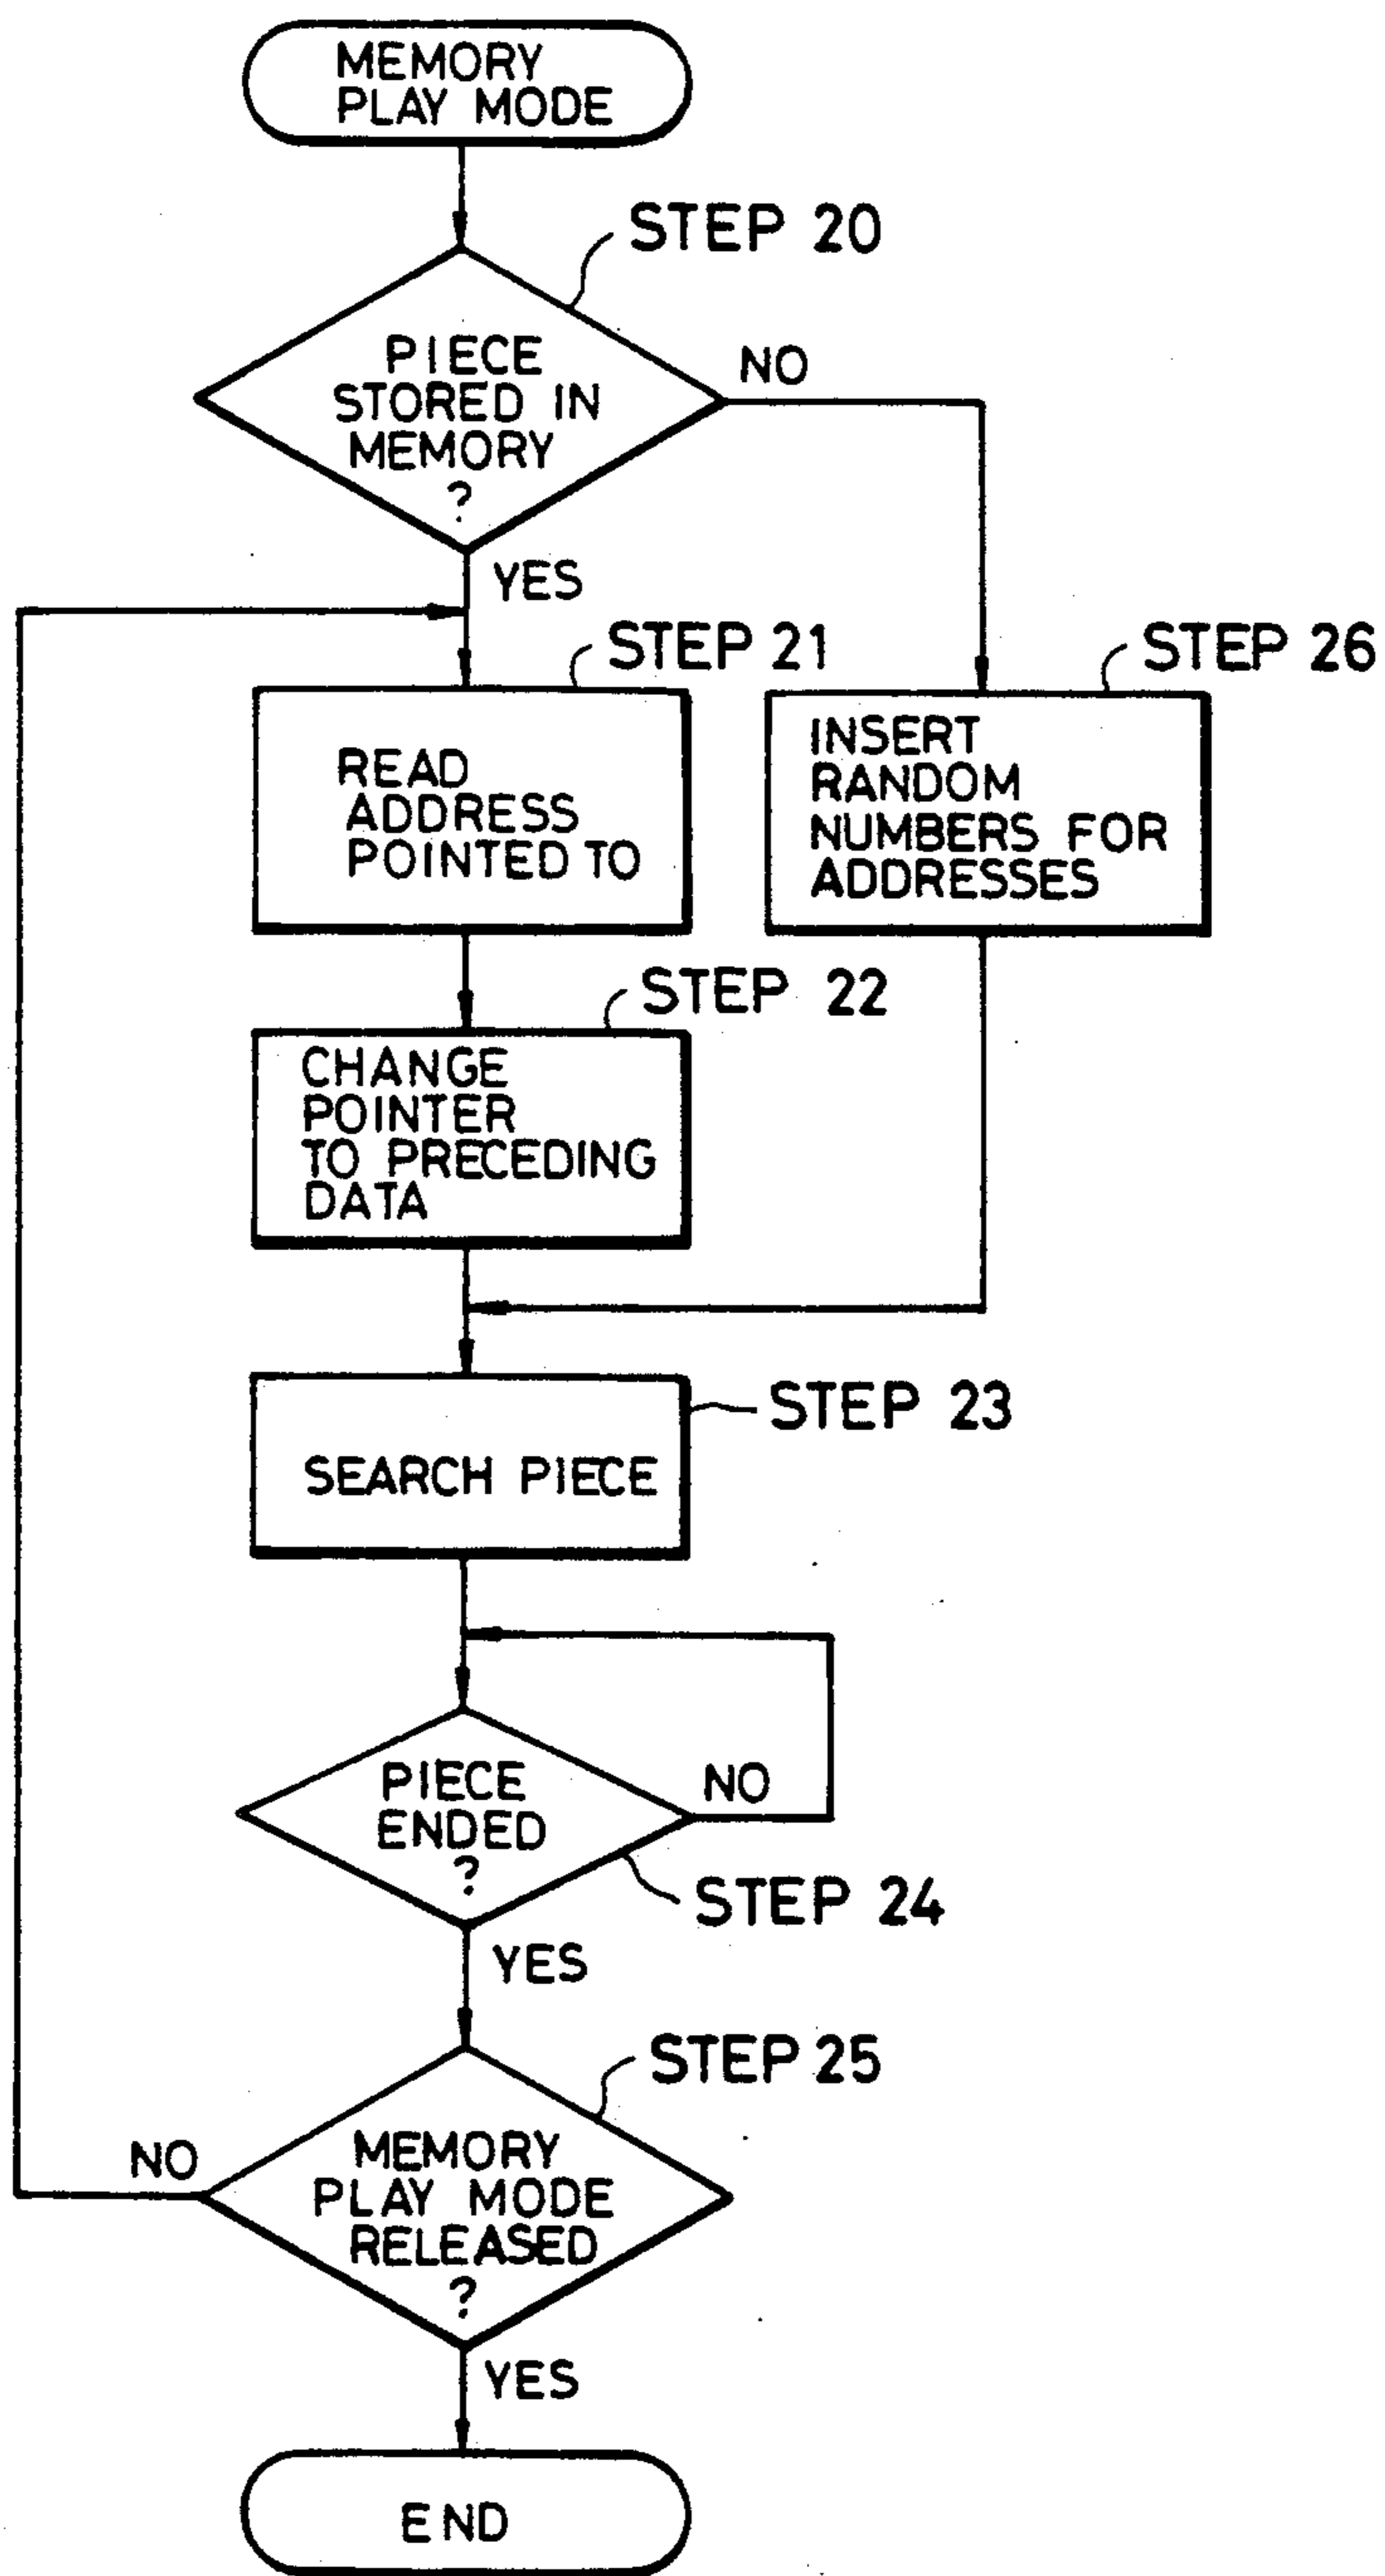 MEMORY
PLAY MODE
STEP 20
PIECE
STORED IN
MEMORY
?
NO
YES
STEP 21
READ
ADDRESS
POINTED TO
STEP 26
INSERT
RANDOM
NUMBERS FOR
ADDRESSES
STEP 22
CHANGE
POINTER
TO PRECEDING
DATA
STEP 23
SEARCH PIECE
PIECE
ENDED
?
NO
STEP 24
YES
STEP 25
MEMORY
PLAY MODE
RELEASED
?
NO
YES
END